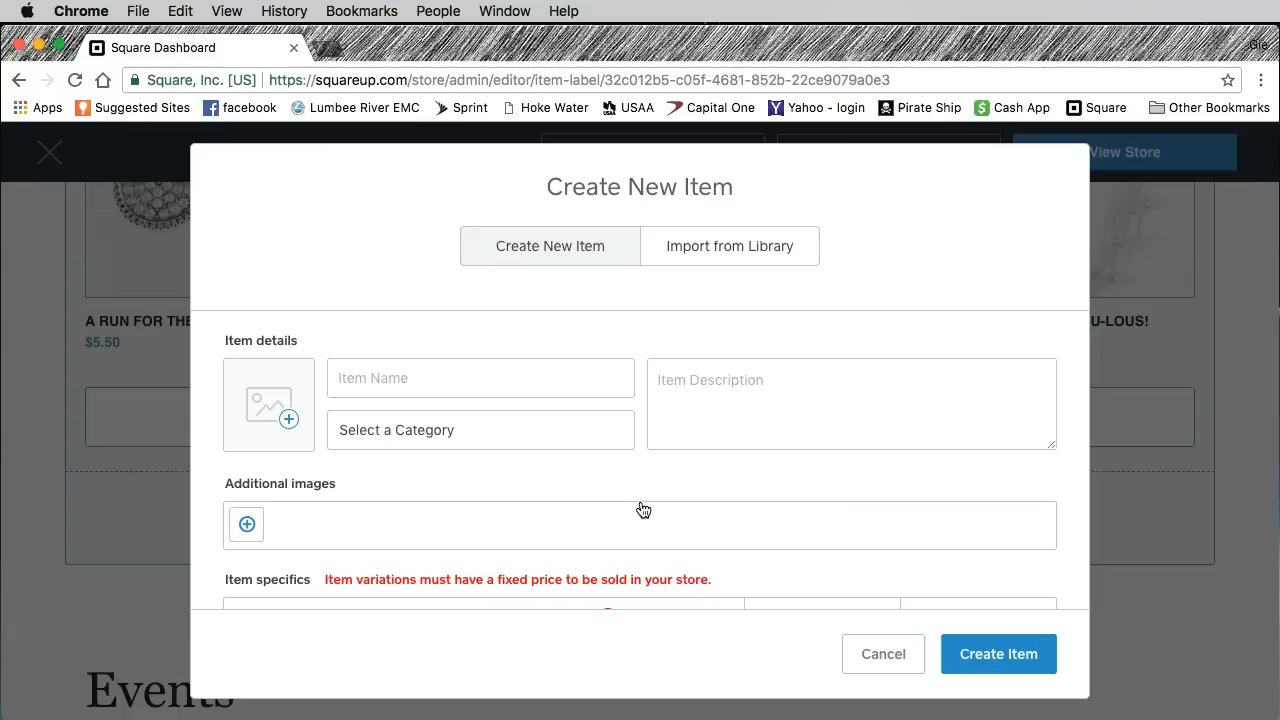 Chrome File Edit View History Bookmarks People Window Help
Square Dashboard
Gie
Square, Inc. [US] https://squareup.com/store/admin/editor/item-label/32c012b5-c05f-4681-852b-22ce9079a0e3
Apps Suggested Sites facebook Lumbee River EMC Sprint Hoke Water USAA Capital One Yahoo - login Pirate Ship Cash App Square Other Bookmarks
View Store
Create New Item
Create New Item Import from Library
A RUN FOR THE
U-LOUS!
$5.50
Item details
Item Name
Item Description
Select a Category
Additional images
Item specifics Item variations must have a fixed price to be sold in your store.
Cancel Create Item
Events